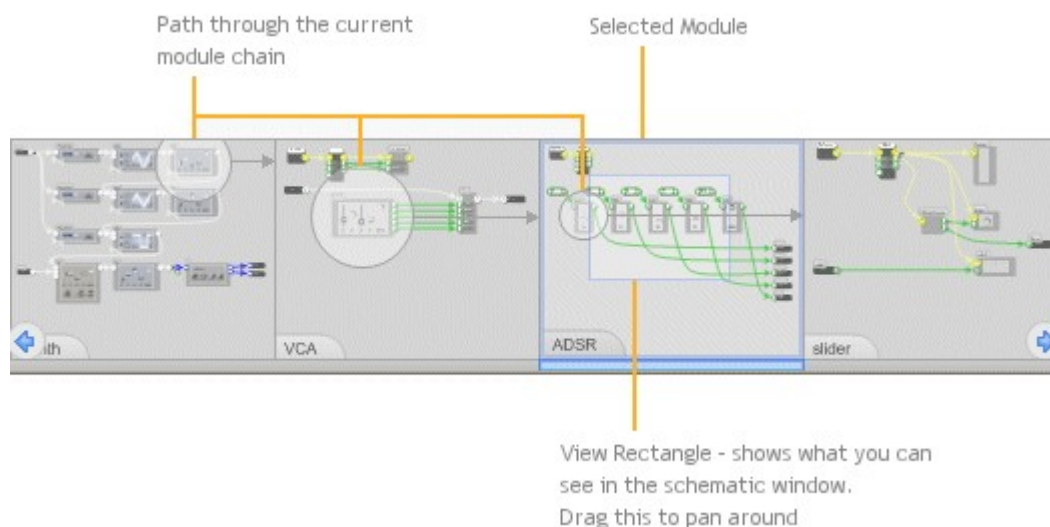 Path through the current
module chain
Selected Module
ith
VCA
ADSR
slider
View Rectangle - shows what you can
see in the schematic window.
Drag this to pan around